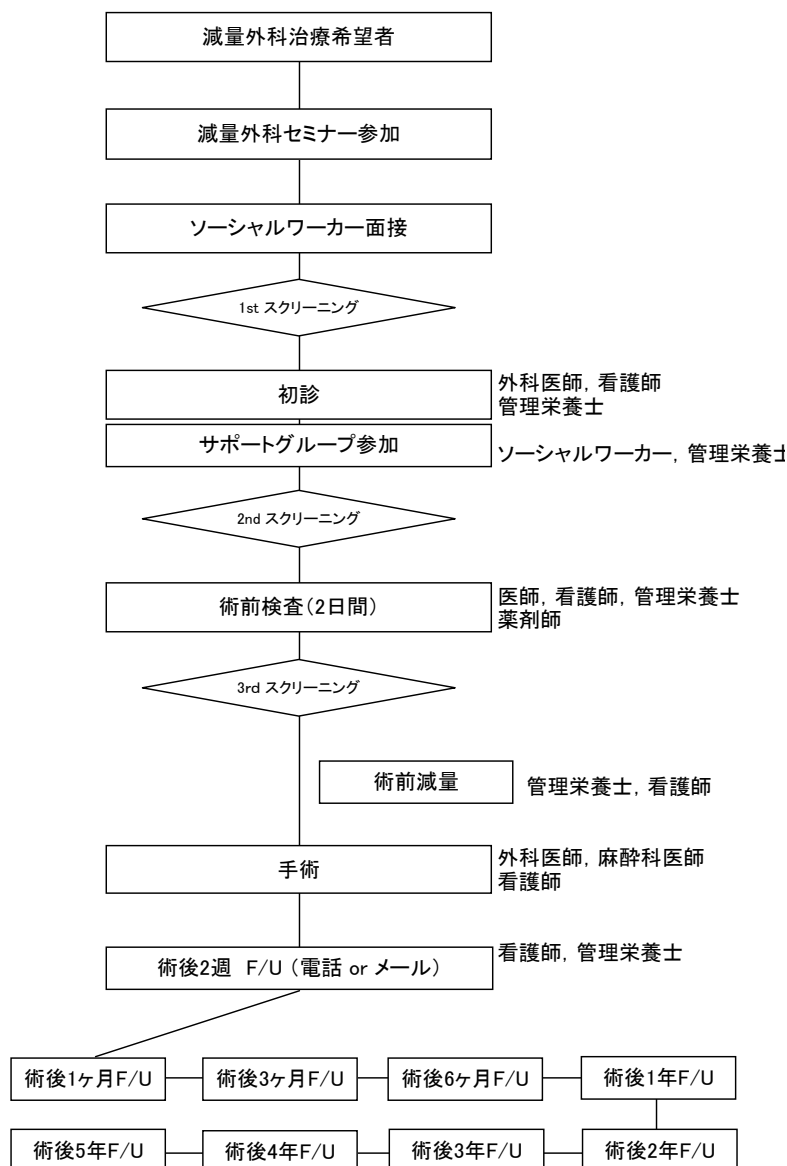 減量外科治療希望者
減量外科セミナー参加
ソーシャルワーカー面接
1st スクリーニング
初診
外科医師, 看護師
管理栄養士
サポートグループ参加
ソーシャルワーカー, 管理栄養士
2nd スクリーニング
術前検査(2日間)
医師, 看護師, 管理栄養士
薬剤師
3rd スクリーニング
術前減量
管理栄養士, 看護師
手術
外科医師, 麻酔科医師
看護師
術後2週 F/U (電話 or メール)
看護師, 管理栄養士
術後1ヶ月F/U 術後3ヶ月F/U 術後6ヶ月F/U 術後1年F/U
術後5年F/U 術後4年F/U 術後3年F/U 術後2年F/U